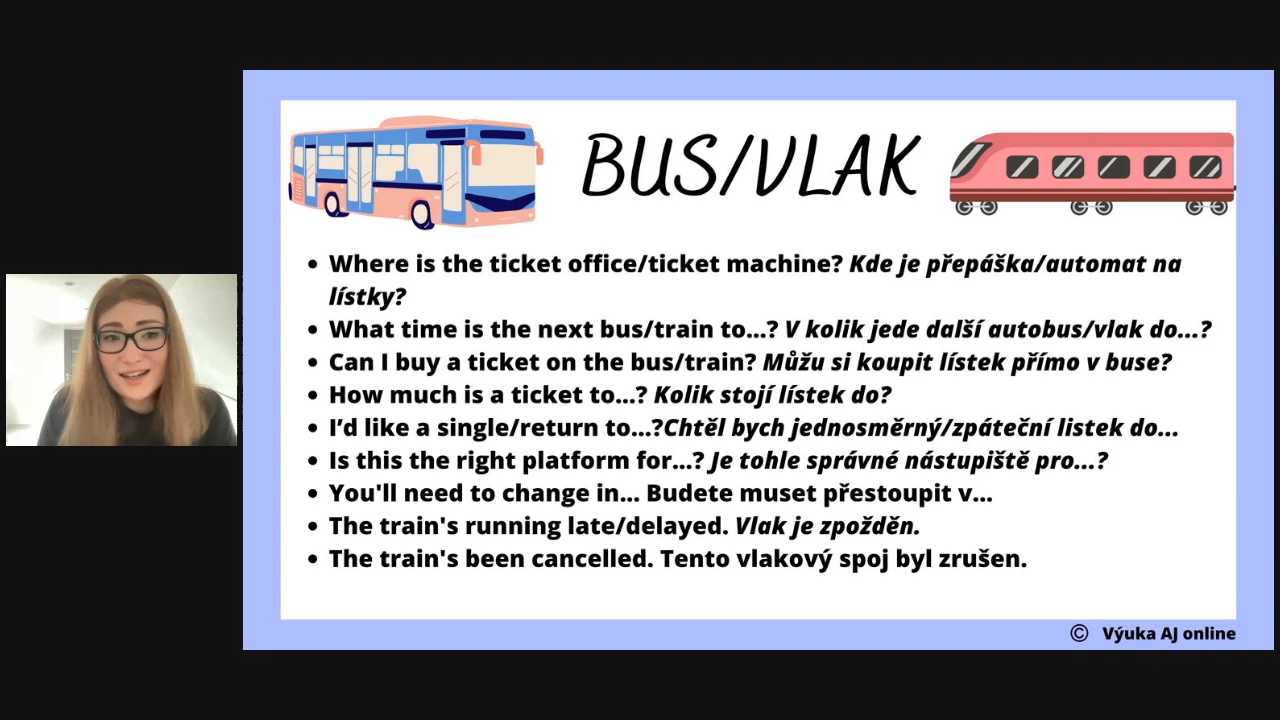 BUS/VLAK
• Where is the ticket office/ticket machine? Kde je přepáška/automat na
lístky?
• What time is the next bus/train to...? V kolik jede další autobus/vlak do...?
• Can I buy a ticket on the bus/train? Můžu si koupit lístek přímo v buse?
• How much is a ticket to...? Kolik stojí lístek do?
• I’d like a single/return to...?Chtěl bych jednosměrný/zpáteční listek do...
• Is this the right platform for...? Je tohle správné nástupiště pro...?
• You'll need to change in... Budete muset přestoupit v...
• The train's running late/delayed. Vlak je zpožděn.
• The train's been cancelled. Tento vlakový spoj byl zrušen.
© Výuka AJ online